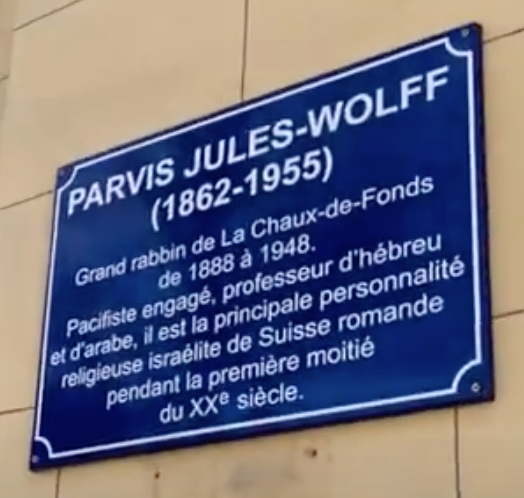 PARVIS JULES-WOLFF
(1862-1955)
Grand rabbin de La Chaux-de-Fonds
de 1888 à 1948.
Pacifiste engagé, professeur d'hébreu
et d'arabe, il est la principale personnalité
religieuse israélite de Suisse romande
pendant la première moitié
du XXe siècle.